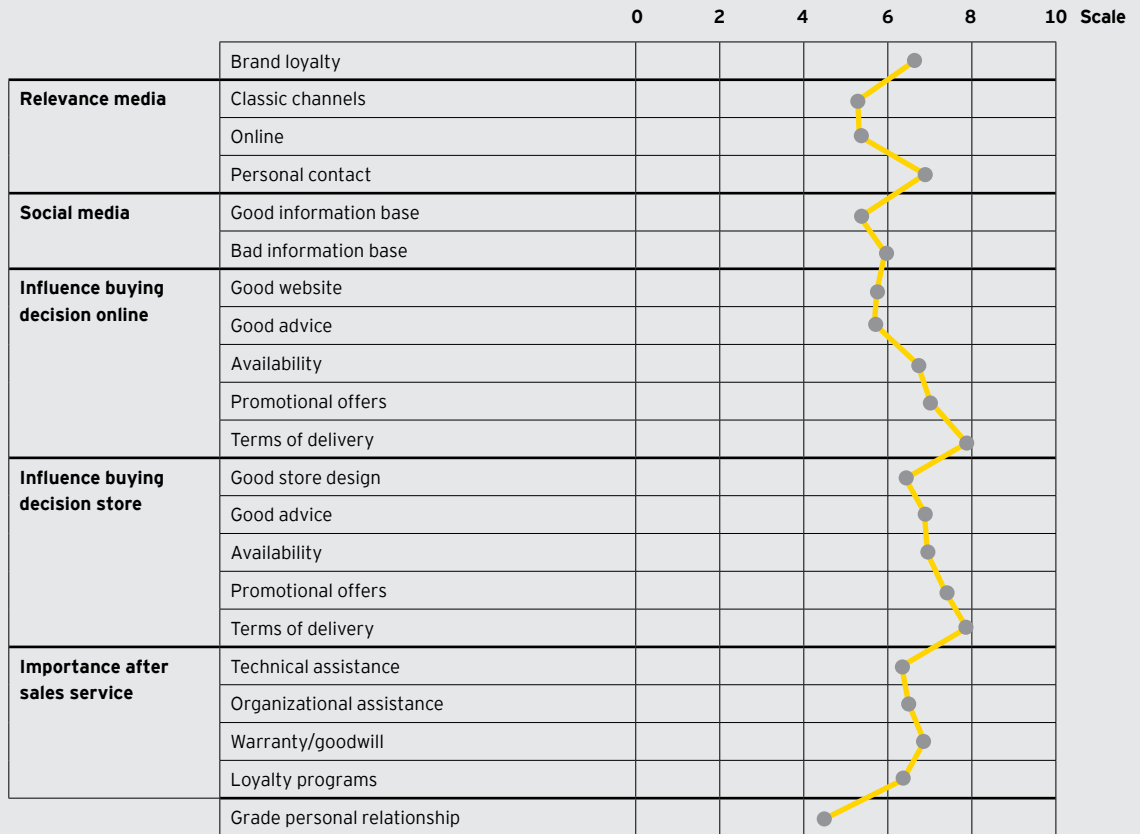 0 2 4 6 8 10 Scale
Brand loyalty
Relevance media
Classic channels
Online
Personal contact
Social media
Good information base
Bad information base
Influence buying
decision online
Good website
Good advice
Availability
Promotional offers
Terms of delivery
Influence buying
decision store
Good store design
Good advice
Availability
Promotional offers
Terms of delivery
Importance after
sales service
Technical assistance
Organizational assistance
Warranty/goodwill
Loyalty programs
Grade personal relationship